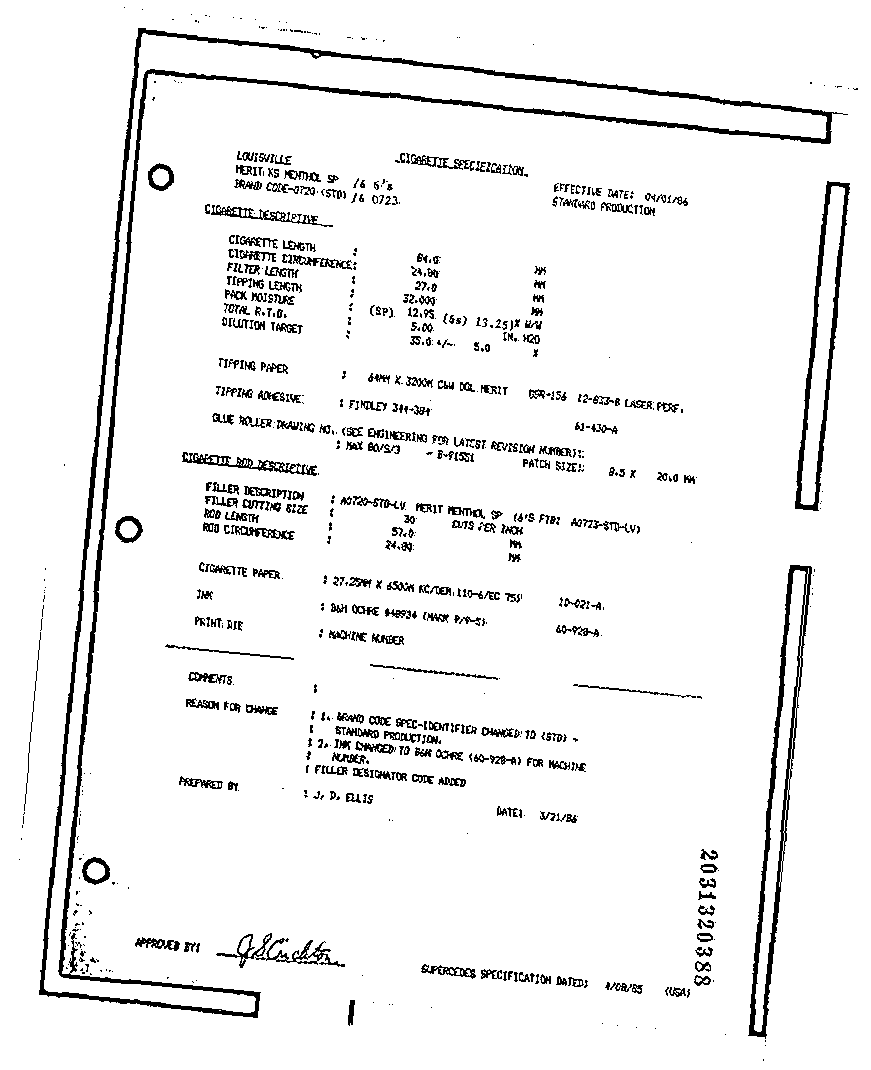 CIGARETTE SPECIFICATION
LOUISVILLE
MERIT KS MENTHOL SP /6 6's
BRAND CODE-0720 (STD) /6 0723
EFFECTIVE DATE: 04/01/86
STANDARD PRODUCTION
CIGARETTE DESCRIPTIVE
CIGARETTE LENGTH : 84.0 MM
CIGARETTE CIRCUMFERENCE: 24.80 MM
FILTER LENGTH : 27.0 MM
TIPPING LENGTH : 32.000 MM
PACK MOISTURE : (SP) 12.95 (6s) 13.25)% W/W
TOTAL R.T.D. : 5.00 IN. H2O
DILUTION TARGET : 35.0 +/- 5.0 %
TIPPING PAPER : 64MM X 3200M CWW DGL MERIT 12-633-B LASER PERF.
TIPPING ADHESIVE : FINDLEY 344-384 61-430-A
GLUE ROLLER DRAWING NO. (SEE ENGINEERING FOR LATEST REVISION NUMBER):
: MAX 80/S/3 - B-91551 PATCH SIZE: 8.5 X 20.0 MM
CIGARETTE ROD DESCRIPTIVE
FILLER DESCRIPTION : A0720-STD-LV MERIT MENTHOL SP (6'S FTB: A0723-STD-LV)
FILLER CUTTING SIZE : 30 CUTS PER INCH
ROD LENGTH : 57.0 MM
ROD CIRCUMFERENCE : 24.80 MM
CIGARETTE PAPER : 27.25MM X 6500M KC/DEM.110-6/EC 755 10-021-A
INK : B&M OCHRE #48934 (MARK 8/9-S) 60-928-A
PRINT DIE : MACHINE NUMBER
COMMENTS :
REASON FOR CHANGE : 1. BRAND CODE SPEC-IDENTIFIER CHANGED TO (STD) -
: STANDARD PRODUCTION.
: 2. INK CHANGED TO B&M OCHRE (60-928-A) FOR MACHINE
: NUMBER.
: FILLER DESIGNATOR CODE ADDED
PREPARED BY : J. D. ELLIS DATE: 3/21/86
2031320388
APPROVED BY: JS Crichton
SUPERCEDES SPECIFICATION DATED: 4/08/85 (USA)